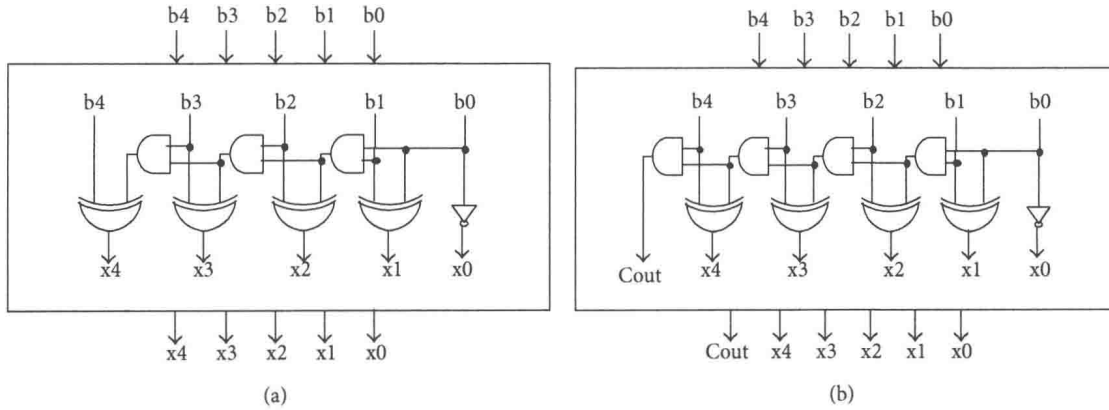 b4 b3 b2 b1 b0
b4 b3 b2 b1 b0
x4 x3 x2 x1 x0
x4 x3 x2 x1 x0
(a)
b4 b3 b2 b1 b0
b4 b3 b2 b1 b0
Cout x4 x3 x2 x1 x0
Cout x4 x3 x2 x1 x0
(b)